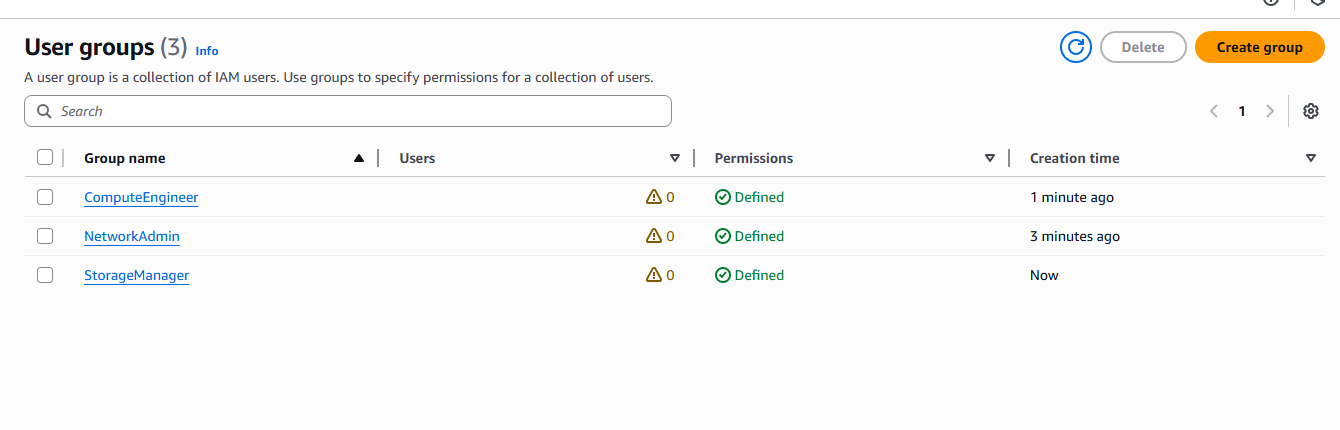 User groups (3) Info
Delete
Create group
A user group is a collection of IAM users. Use groups to specify permissions for a collection of users.
Search
1
Group name Users Permissions Creation time
ComputeEngineer 0 Defined 1 minute ago
NetworkAdmin 0 Defined 3 minutes ago
StorageManager 0 Defined Now